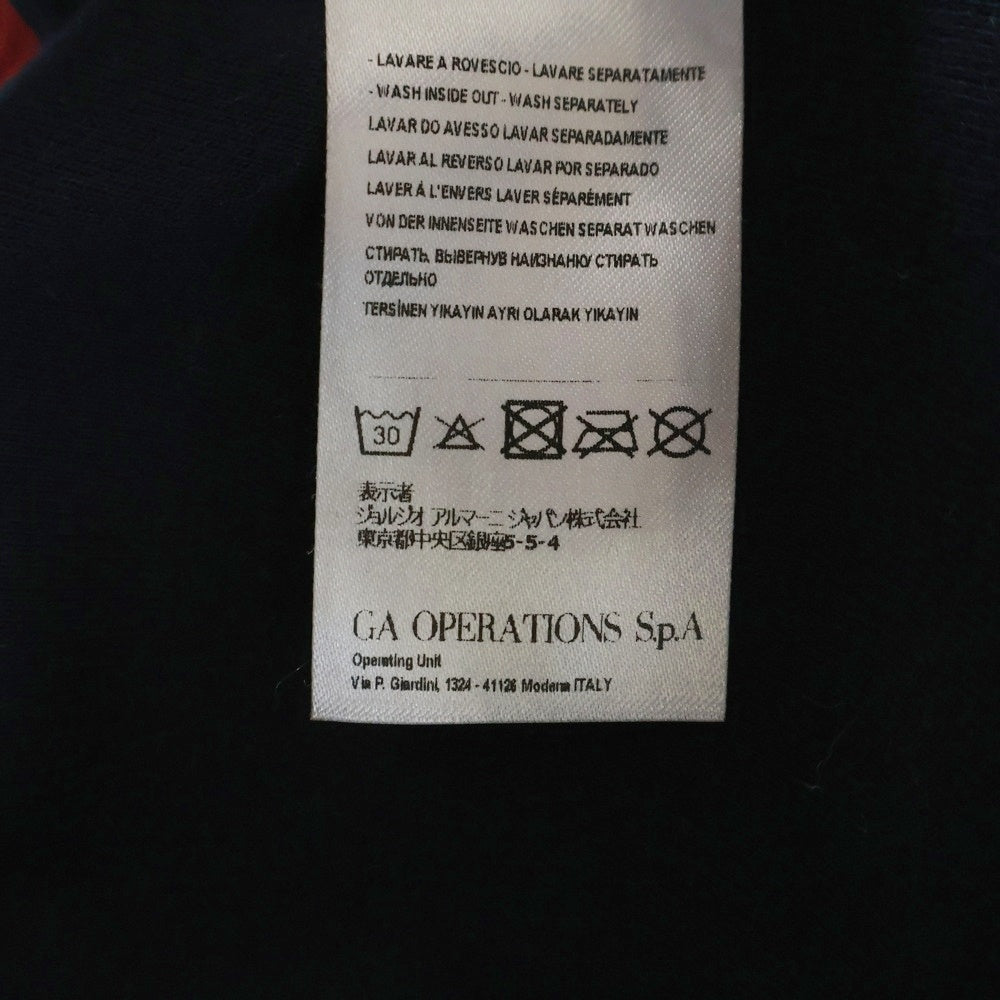 - LAVARE A ROVESCIO - LAVARE SEPARATAMENTE
- WASH INSIDE OUT - WASH SEPARATELY
LAVAR DO AVESSO LAVAR SEPARADAMENTE
LAVAR AL REVERSO LAVAR POR SEPARADO
LAVER À L'ENVERS LAVER SÉPARÉMENT
VON DER INNENSEITE WASCHEN SEPARAT WASCHEN
СТИРАТЬ, ВЫВЕРНУВ НАИЗНАНКУ СТИРАТЬ
ОТДЕЛЬНО
TERSİNEN YIKAYIN AYRI OLARAK YIKAYIN
30
表示者
ジョルジオ アルマーニ ジャパン株式会社
東京都中央区銀座5-5-4
GA OPERATIONS S.p.A
Operating Unit
Via P. Giardini, 1324 - 41126 Modena ITALY